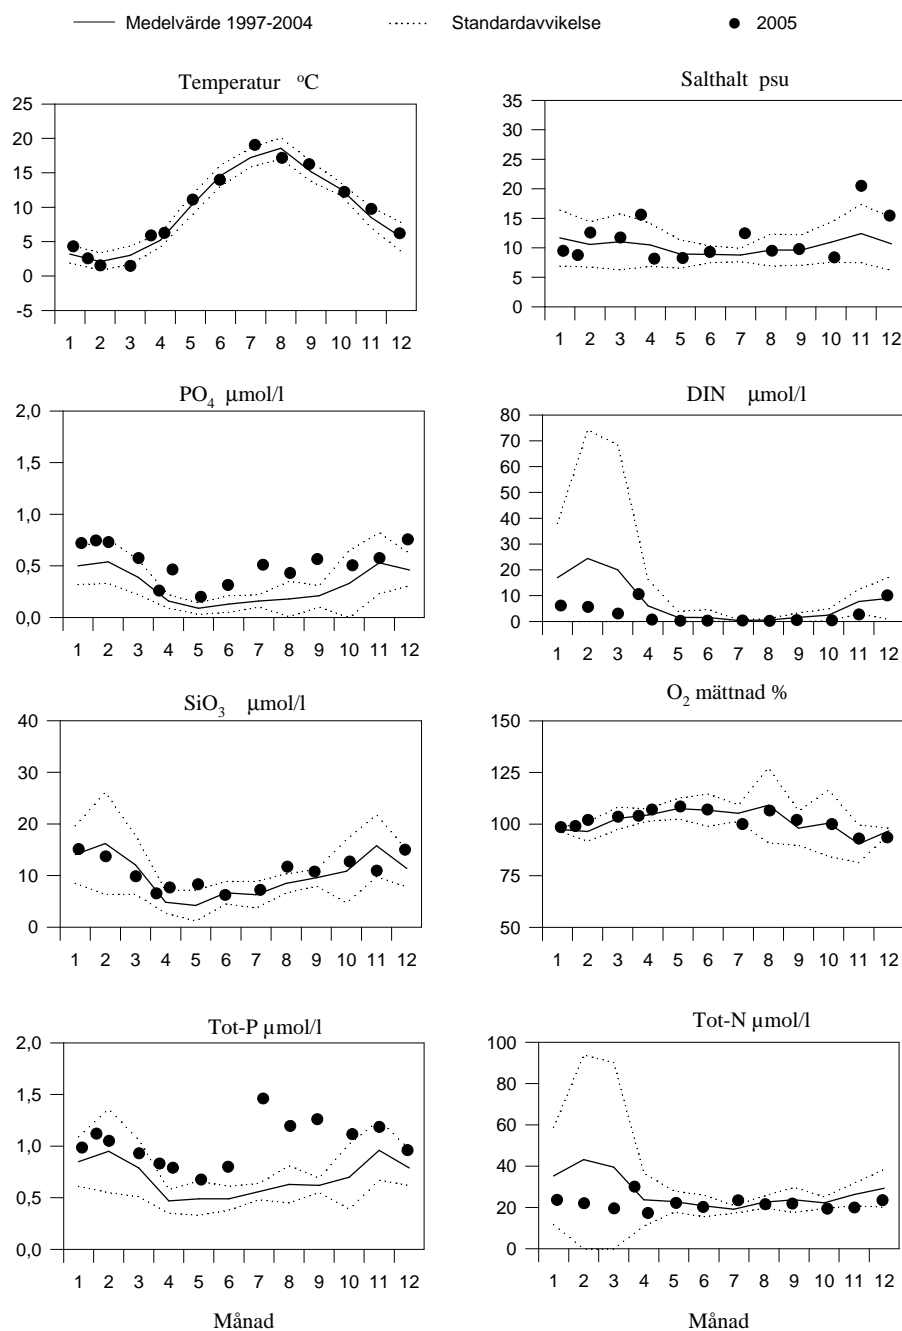 Medelvärde 1997-2004 Standardavvikelse 2005
Temperatur °C
25
20
15
10
5
0
-5
1 2 3 4 5 6 7 8 9 10 11 12
Salthalt psu
35
30
25
20
15
10
5
0
1 2 3 4 5 6 7 8 9 10 11 12
PO₄ µmol/l
2,0
1,5
1,0
0,5
0,0
1 2 3 4 5 6 7 8 9 10 11 12
DIN µmol/l
80
70
60
50
40
30
20
10
0
1 2 3 4 5 6 7 8 9 10 11 12
SiO₃ µmol/l
40
30
20
10
0
1 2 3 4 5 6 7 8 9 10 11 12
O₂ mättnad %
150
125
100
75
50
1 2 3 4 5 6 7 8 9 10 11 12
Tot-P µmol/l
2,0
1,5
1,0
0,5
0,0
1 2 3 4 5 6 7 8 9 10 11 12
Månad
Tot-N µmol/l
100
80
60
40
20
0
1 2 3 4 5 6 7 8 9 10 11 12
Månad